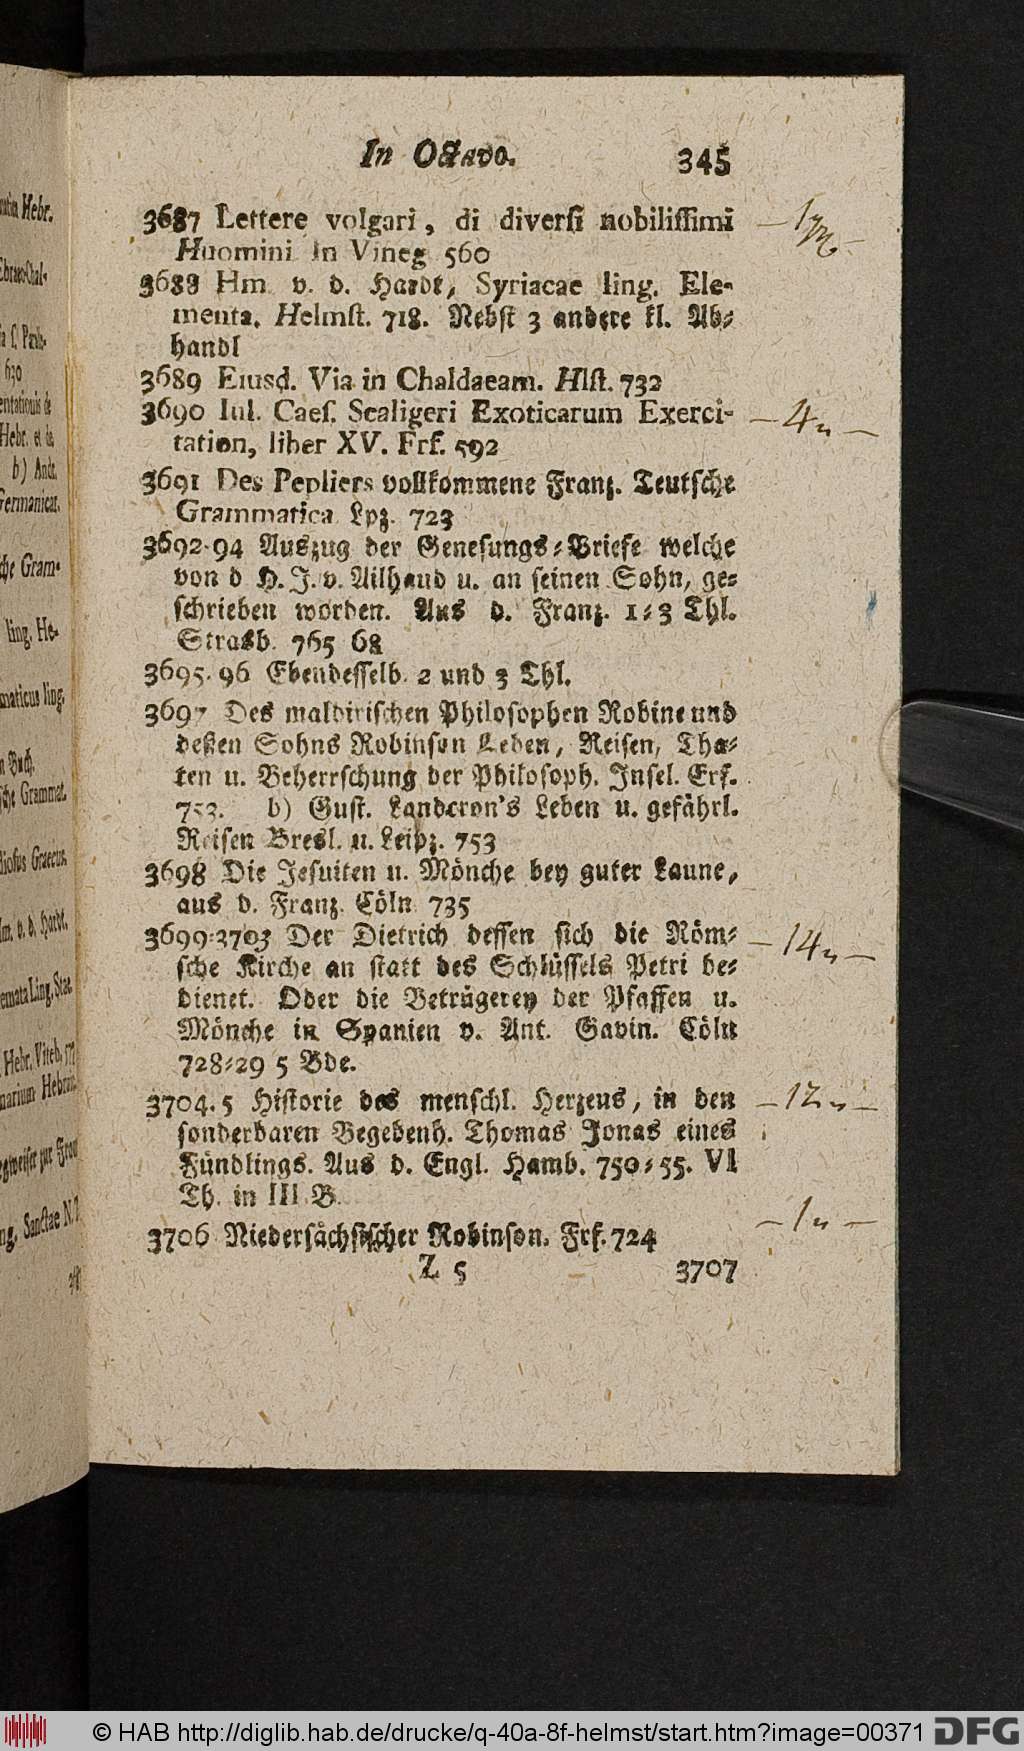 In Octavo.
345
3687 Lettere volgari, di diversi nobilissimi
Huomini In Vineg 560
3688 Hm v. d. Hardt, Syriacae ling. Ele-
menta. Helmst. 718. Nebst 3 andere kl. Ab-
handl
3689 Eiusd. Via in Chaldaeam. Hlst. 732
3690 Iul. Caes. Scaligeri Exoticarum Exerci-
tation, liber XV. Frf. 592
3691 Des Pepliers vollkommene Franz. Teutsche
Grammatica Lpz. 723
3692-94 Auszug der Genesungs-Briefe welche
von d H. J. v. Ailhaud u. an seinen Sohn, ge-
schrieben worden. Aus d. Franz. 1-3 Thl.
Strasb. 765 68
3695-96 Ebendesselb. 2 und 3 Thl.
3697 Des maldivischen Philosophen Robine und
deßen Sohns Robinson Leben, Reisen, Tha-
ten u. Beherrschung der Philosoph. Insel. Erf.
753. b) Gust. Landcron's Leben u. gefährl.
Reisen Bresl. u. Leipz. 753
3698 Die Jesuiten u. Mönche bey guter Laune,
aus d. Franz. Cöln 735
3699-3703 Der Dietrich dessen sich die Röm-
sche Kirche an statt des Schlüssels Petri be-
dienet. Oder die Betrügerey der Pfaffen u.
Mönche in Spanien v. Ant. Gavin. Cöln
728-29 5 Bde.
3704.5 Historie des menschl. Herzens, in den
sonderbaren Begebenh. Thomas Jonas eines
Fündlings. Aus d. Engl. Hamb. 750-55. VI
Th. in III B.
3706 Niedersächsischer Robinson. Frf. 724
Z 5
3707
– 4 –
– 14 –
– 12 –
– 1 –
© HAB http://diglib.hab.de/drucke/q-40a-8f-helmst/start.htm?image=00371
DFG